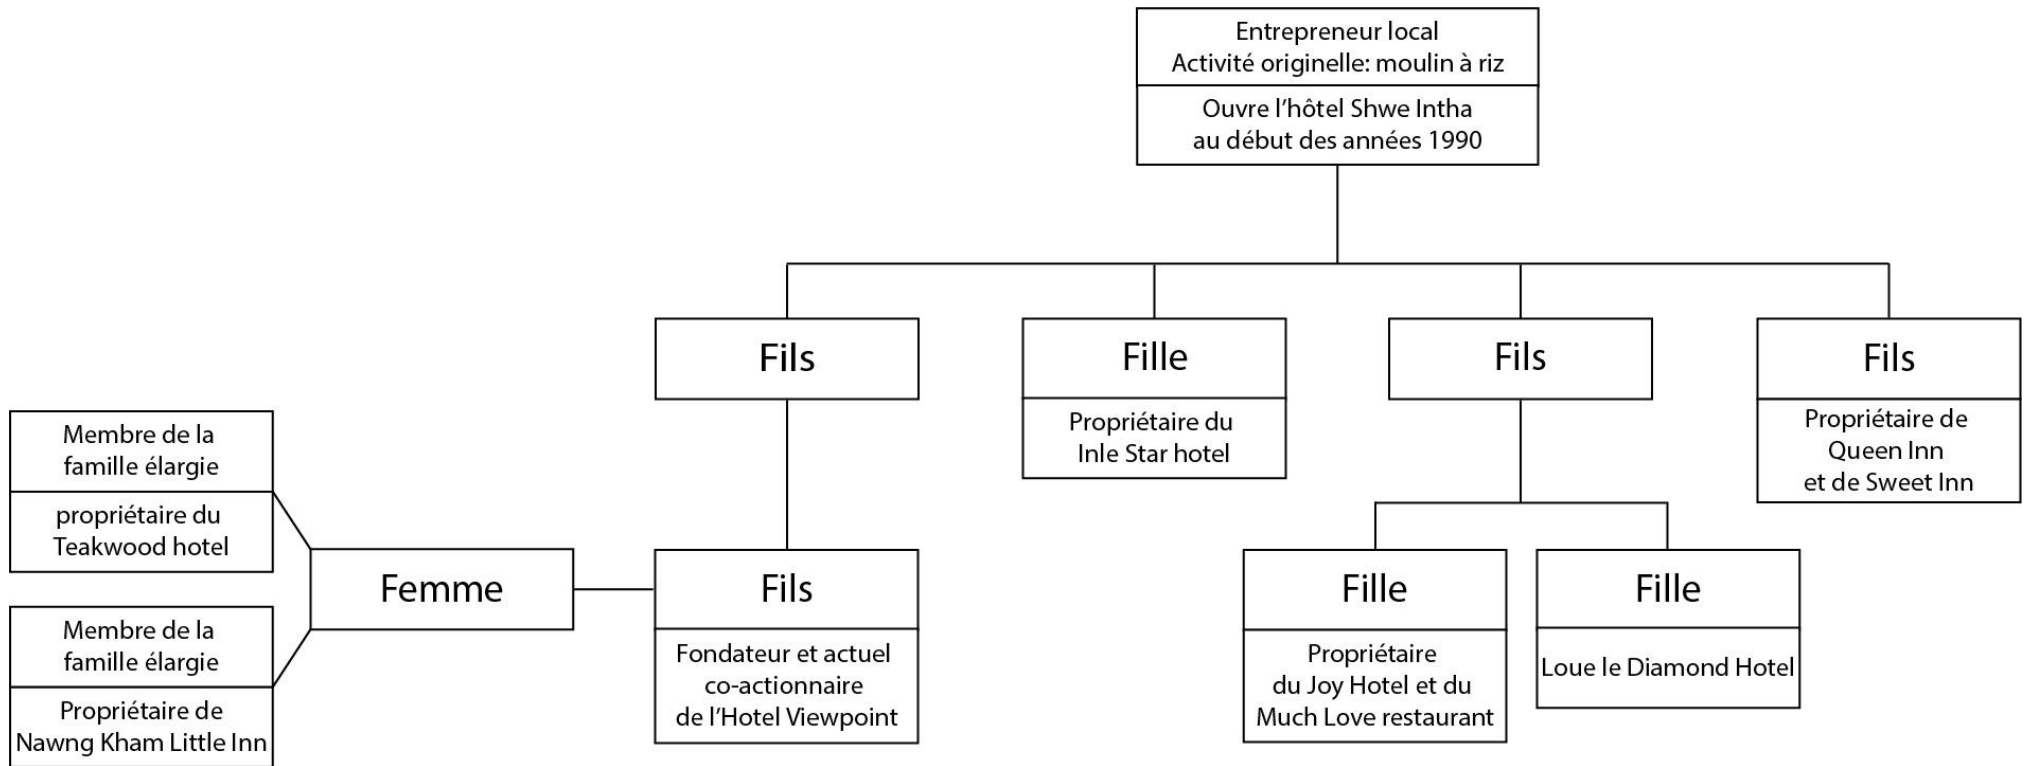 Entrepreneur local
Activité originelle: moulin à riz
Ouvre l'hôtel Shwe Intha
au début des années 1990
Fils
Fille
Propriétaire du
Inle Star hotel
Fils
Fils
Propriétaire de
Queen Inn
et de Sweet Inn
Membre de la
famille élargie
propriétaire du
Teakwood hotel
Membre de la
famille élargie
Propriétaire de
Nawng Kham Little Inn
Femme
Fils
Fondateur et actuel
co-actionnaire
de l'Hotel Viewpoint
Fille
Propriétaire
du Joy Hotel et du
Much Love restaurant
Fille
Loue le Diamond Hotel